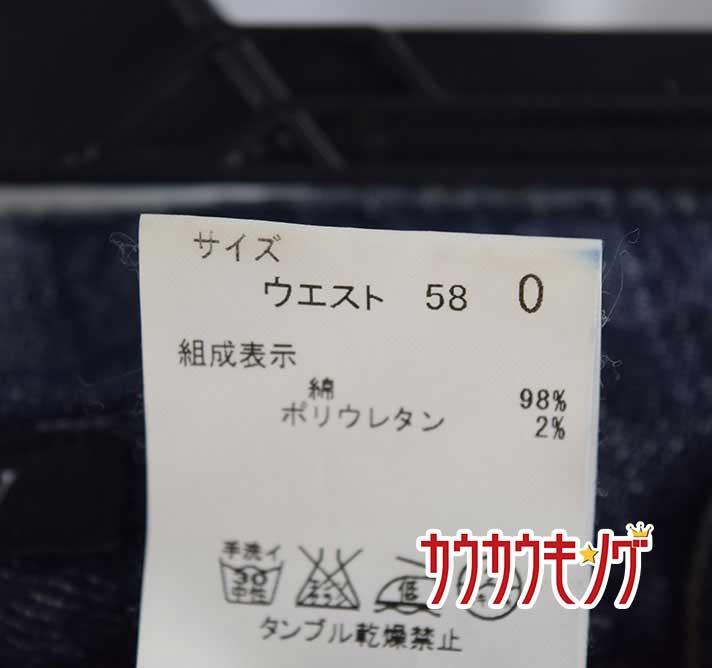 サイズ
ウエスト 58 0
組成表示
綿 98%
ポリウレタン 2%
手洗イ
30
中性
低
タンブル乾燥禁止
カウサウキング